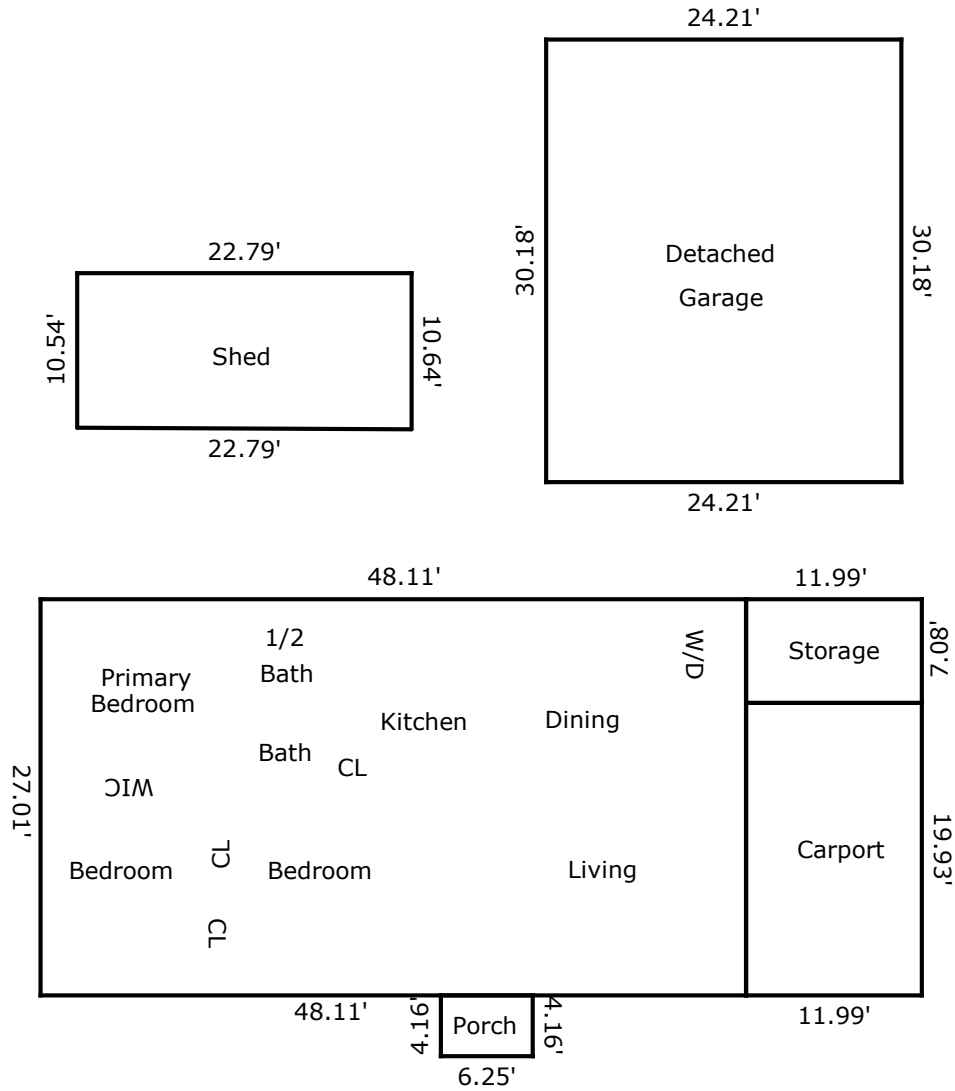 24.21'
30.18'
Detached
Garage
30.18'
24.21'
22.79'
10.54'
Shed
10.64'
22.79'
48.11'
11.99'
1/2
Bath
Primary
Bedroom
W/D
Storage
7.08'
Kitchen
Dining
Bath
CL
WIC
27.01'
Bedroom
CL
Bedroom
Living
Carport
19.93'
CL
48.11'
4.16'
Porch
4.16'
11.99'
6.25'